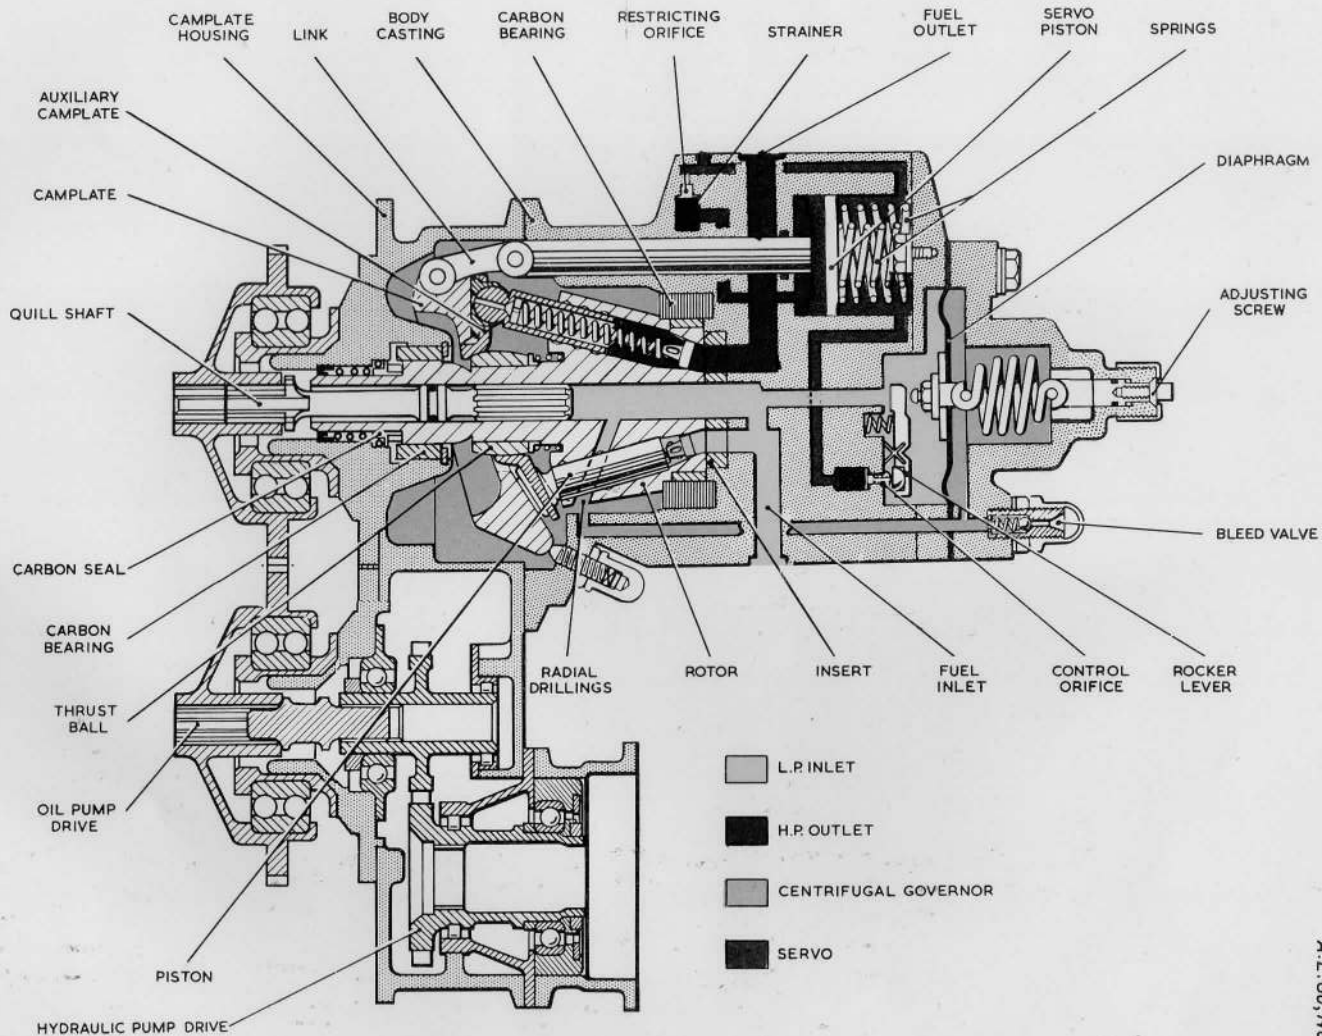 CAMPLATE
HOUSING
LINK
BODY
CASTING
CARBON
BEARING
RESTRICTING
ORIFICE
STRAINER
FUEL
OUTLET
SERVO
PISTON
SPRINGS
AUXILIARY
CAMPLATE
DIAPHRAGM
CAMPLATE
QUILL SHAFT
ADJUSTING
SCREW
BLEED VALVE
CARBON SEAL
CARBON
BEARING
RADIAL
DRILLINGS
ROTOR
INSERT
FUEL
INLET
CONTROL
ORIFICE
ROCKER
LEVER
THRUST
BALL
L.P. INLET
OIL PUMP
DRIVE
H.P. OUTLET
CENTRIFUGAL GOVERNOR
SERVO
PISTON
HYDRAULIC PUMP DRIVE